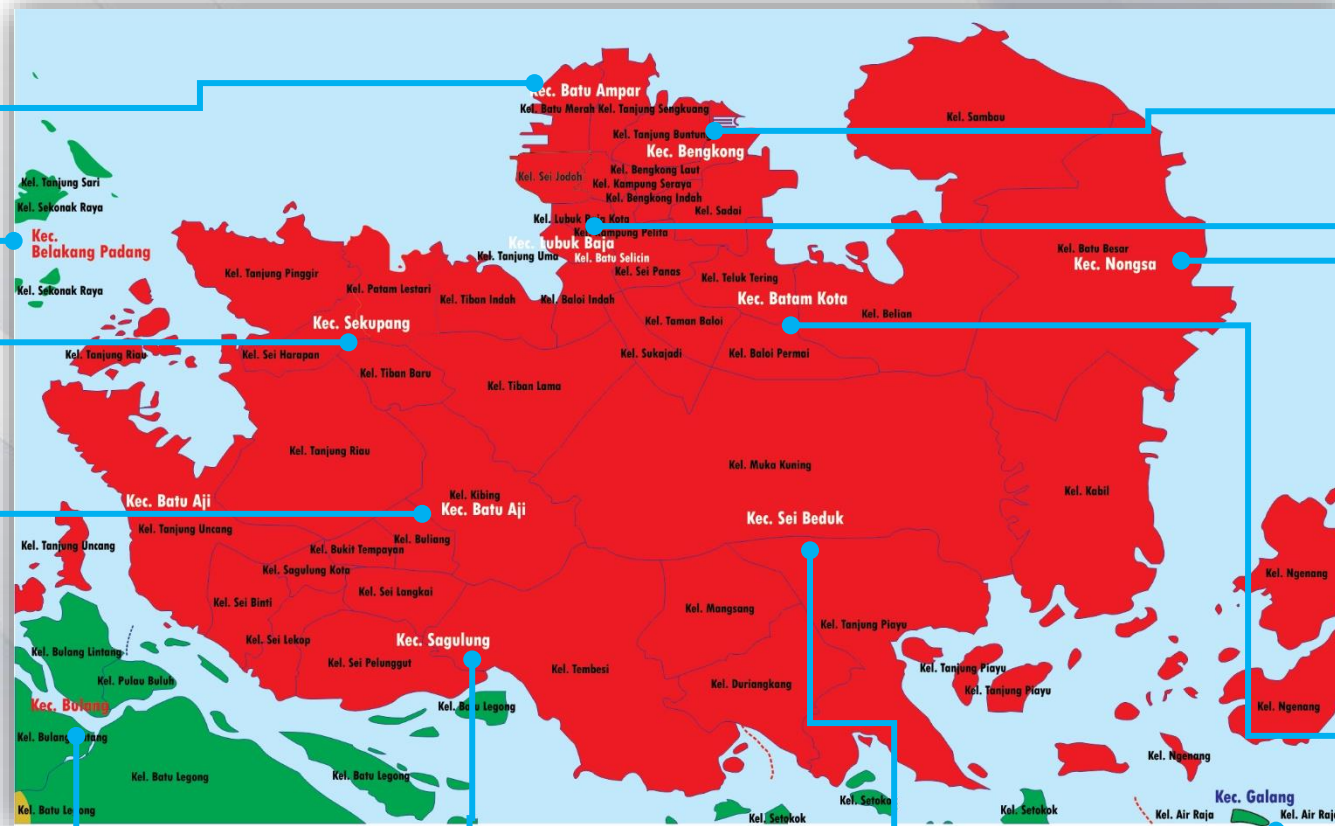 Kec. Batu Ampar
Kel. Batu Merah
Kel. Tanjung Sengkuang
Kel. Sambau
Kel. Tanjung Buntung
Kec. Bengkong
Kel. Bengkong Laut
Kel. Sei Jodoh
Kel. Kampung Seraya
Kel. Tanjung Sari
Kel. Bengkong Indah
Kel. Sekonak Raya
Kel. Sadai
Kel. Lubuk Baja Kota
Kel. Kampung Pelita
Kec.
Belakang Padang
Kec. Lubuk Baja
Kel. Batu Besar
Kel. Tanjung Uma
Kel. Batu Selicin
Kec. Nongsa
Kel. Tanjung Pinggir
Kel. Sei Panas
Kel. Teluk Tering
Kel. Sekonak Raya
Kel. Patam Lestari
Kel. Tiban Indah
Kel. Baloi Indah
Kec. Batam Kota
Kel. Belian
Kec. Sekupang
Kel. Taman Baloi
Kel. Tanjung Riau
Kel. Sei Harapan
Kel. Sukajadi
Kel. Baloi Permai
Kel. Tiban Baru
Kel. Tiban Lama
Kel. Tanjung Riau
Kel. Muka Kuning
Kel. Kabil
Kel. Kibing
Kec. Batu Aji
Kec. Batu Aji
Kec. Sei Beduk
Kel. Tanjung Uncang
Kel. Buliang
Kel. Tanjung Uncang
Kel. Bukit Tempayan
Kel. Sagulung Kota
Kel. Ngenang
Kel. Sei Langkai
Kel. Sei Binti
Kel. Mangsang
Kel. Tanjung Piayu
Kel. Sei Lekop
Kec. Sagulung
Kel. Bulang Lintang
Kel. Sei Pelunggut
Kel. Tembesi
Kel. Tanjung Piayu
Kel. Pulau Buluh
Kel. Duriangkang
Kel. Tanjung Piayu
Kec. Bulang
Kel. Batu Legong
Kel. Ngenang
Kel. Bulang Lintang
Kel. Ngenang
Kel. Batu Legong
Kel. Batu Legong
Kel. Setokok
Kec. Galang
Kel. Batu Legong
Kel. Setokok
Kel. Setokok
Kel. Air Raja
Kel. Air Raja